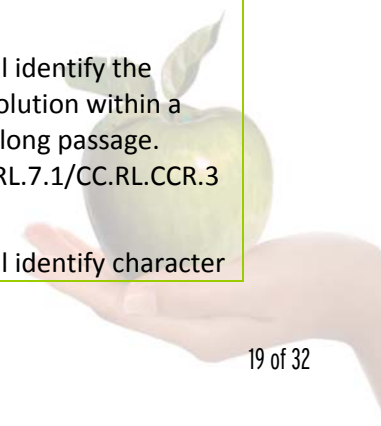 l identify the
olution within a
long passage.
RL.7.1/CC.RL.CCR.3
l identify character
19 of 32